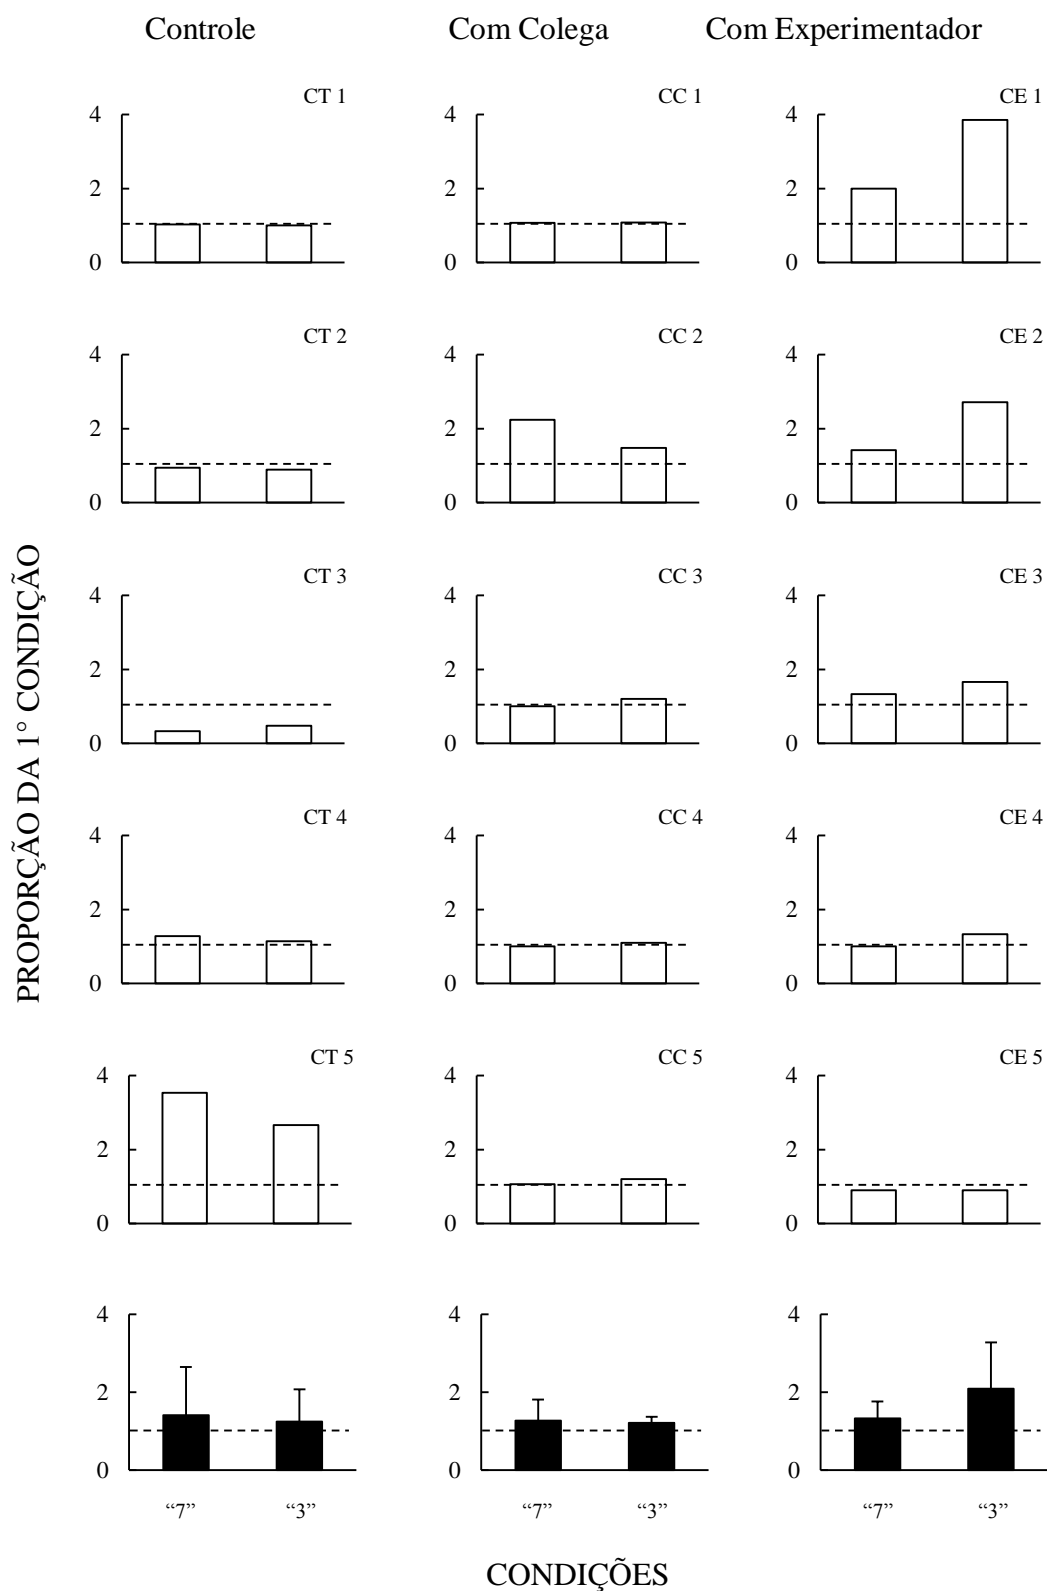 Controle Com Colega Com Experimentador
CT 1 CC 1 CE 1
4 4 4
2 2 2
0 0 0
CT 2 CC 2 CE 2
4 4 4
2 2 2
0 0 0
CT 3 CC 3 CE 3
4 4 4
2 2 2
0 0 0
CT 4 CC 4 CE 4
4 4 4
2 2 2
0 0 0
CT 5 CC 5 CE 5
4 4 4
2 2 2
0 0 0
4 4 4
2 2 2
0 0 0
“7” “3” “7” “3” “7” “3”
PROPORÇÃO DA 1° CONDIÇÃO
CONDIÇÕES